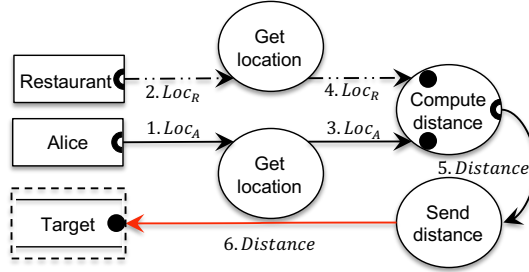 Get
location
Restaurant
2. Loc_R
4. Loc_R
Compute
distance
Alice
1. Loc_A
3. Loc_A
Get
location
5. Distance
Target
Send
distance
6. Distance